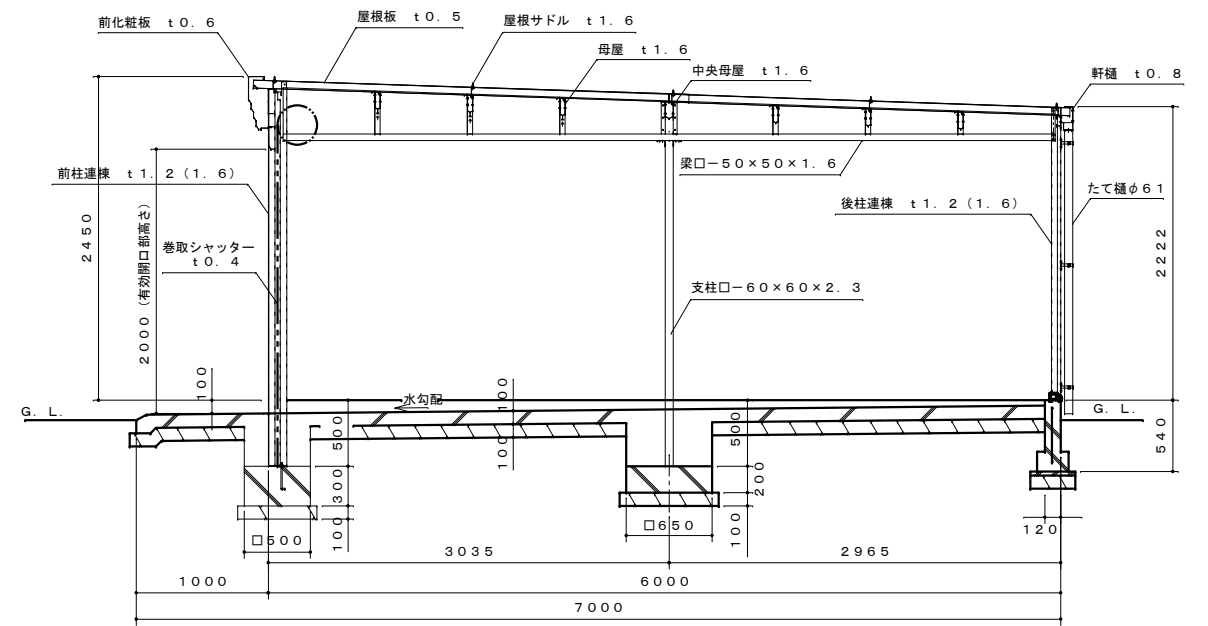 前化粧板　ｔ０．６
屋根板　ｔ０．５
屋根サドル　ｔ１．６
母屋　ｔ１．６
中央母屋　ｔ１．６
軒樋　ｔ０．８
梁口－５０×５０×１．６
前柱連棟　ｔ１．２（１．６）
後柱連棟　ｔ１．２（１．６）
たて樋φ６１
２４５０
２０００（有効開口部高さ）
巻取シャッター
ｔ０．４
支柱口－６０×６０×２．３
２２２２
１００
水勾配
１００
Ｇ．Ｌ．
Ｇ．Ｌ．
５００
１００
５００
５４０
３００
２００
１００
１００
□５００
□６５０
１２０
３０３５
２９６５
１０００
６０００
７０００